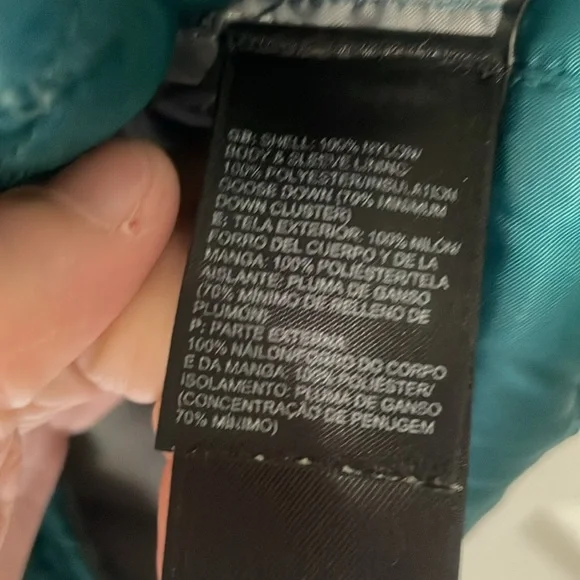 GB: SHELL: 100% NYLON/
BODY & SLEEVE LINING:
100% POLYESTER/INSULATION:
GOOSE DOWN (70% MINIMUM
DOWN CLUSTER)
E: TELA EXTERIOR: 100% NILÓN/
FORRO DEL CUERPO Y DE LA
MANGA: 100% POLIÉSTER/TELA
AISLANTE: PLUMA DE GANSO
(70% MÍNIMO DE RELLENO DE
PLUMÓN)
P: PARTE EXTERNA:
100% NÁILON/FORRO DO CORPO
E DA MANGA: 100% POLIÉSTER/
ISOLAMENTO: PLUMA DE GANSO
(CONCENTRAÇÃO DE PENUGEM
70% MÍNIMO)